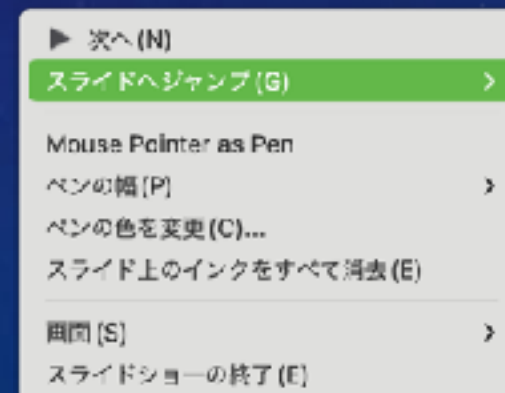 次へ(N)
スライドへジャンプ(G)
Mouse Pointer as Pen
ペンの幅(P)
ペンの色を変更(C)...
スライド上のインクをすべて消去(E)
画面(S)
スライドショーの終了(E)